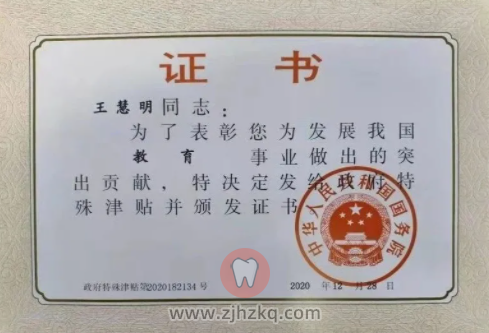 证书
王慧明同志:
为了表彰您为发展我国
教育 事业做出的突
出贡献,特决定发给政府特
殊津贴并颁发证书
中华人民共和国国务院
政府特殊津贴第2020182134号
2020 年12 月28 日
www.zjhzkq.com